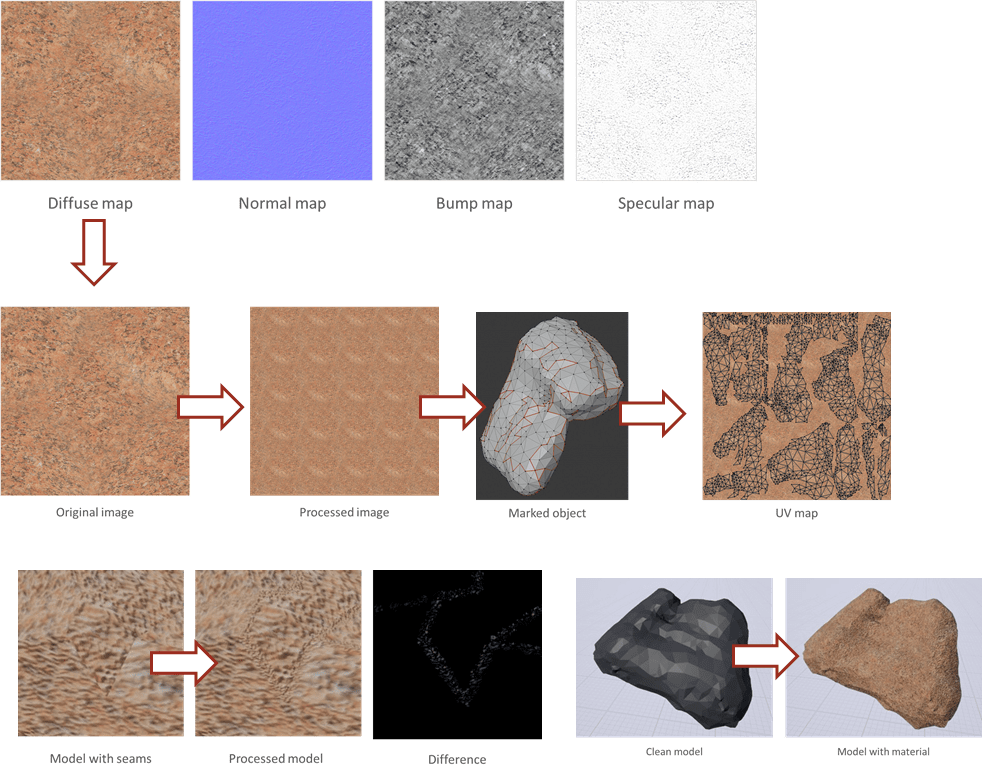 Diffuse map
Normal map
Bump map
Specular map
Original image
Processed image
Marked object
UV map
Model with seams
Processed model
Difference
Clean model
Model with material